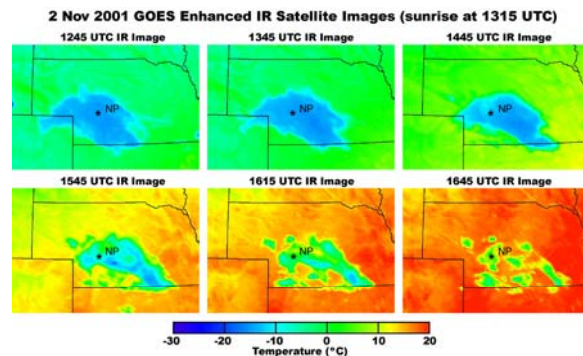 2 Nov 2001 GOES Enhanced IR Satellite Images (sunrise at 1315 UTC)
1245 UTC IR Image
1345 UTC IR Image
1445 UTC IR Image
NP
NP
NP
1545 UTC IR Image
1615 UTC IR Image
1645 UTC IR Image
NP
NP
NP
-30 -20 -10 0 10 20
Temperature (°C)